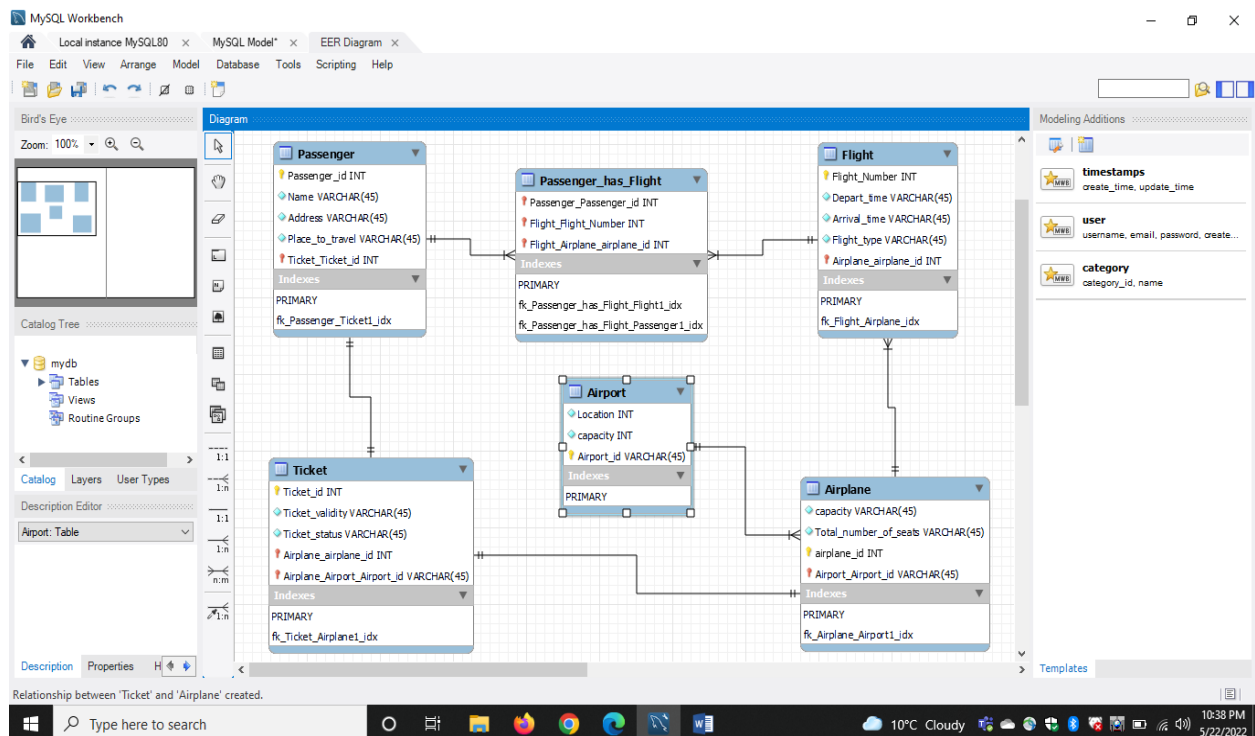 MySQL Workbench
Local instance MySQL80 × MySQL Model* × EER Diagram ×
File Edit View Arrange Model Database Tools Scripting Help
Bird's Eye
Zoom: 100%
Diagram
Modeling Additions
timestamps
create_time, update_time
user
username, email, password, create...
category
category_id, name
Templates
Catalog Tree
mydb
Tables
Views
Routine Groups
Catalog Layers User Types
Description Editor
Airport: Table
Description Properties H
1:1
1:n
1:1
1:n
n:m
1:n
Passenger
Passenger_id INT
Name VARCHAR(45)
Address VARCHAR(45)
Place_to_travel VARCHAR(45)
Ticket_Ticket_id INT
Indexes
PRIMARY
fk_Passenger_Ticket1_idx
Passenger_has_Flight
Passenger_Passenger_id INT
Flight_Flight_Number INT
Flight_Airplane_airplane_id INT
Indexes
PRIMARY
fk_Passenger_has_Flight_Flight1_idx
fk_Passenger_has_Flight_Passenger1_idx
Flight
Flight_Number INT
Depart_time VARCHAR(45)
Arrival_time VARCHAR(45)
Flight_type VARCHAR(45)
Airplane_airplane_id INT
Indexes
PRIMARY
fk_Flight_Airplane_idx
Airport
Location INT
capacity INT
Airport_id VARCHAR(45)
Indexes
PRIMARY
Ticket
Ticket_id INT
Ticket_validity VARCHAR(45)
Ticket_status VARCHAR(45)
Airplane_airplane_id INT
Airplane_Airport_Airport_id VARCHAR(45)
Indexes
PRIMARY
fk_Ticket_Airplane1_idx
Airplane
capacity VARCHAR(45)
Total_number_of_seats VARCHAR(45)
airplane_id INT
Airport_Airport_id VARCHAR(45)
Indexes
PRIMARY
fk_Airplane_Airport1_idx
Relationship between 'Ticket' and 'Airplane' created.
Type here to search
10°C Cloudy
10:38 PM
5/22/2022